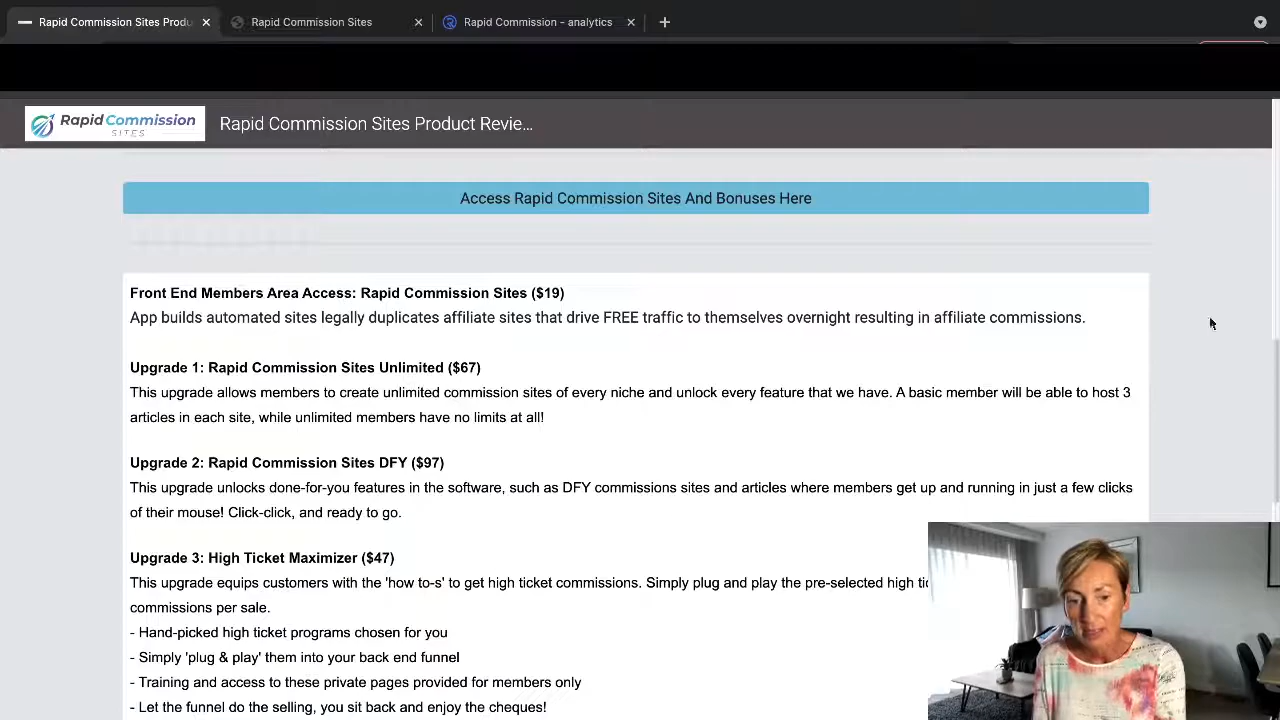 Rapid Commission Sites Produ
Rapid Commission Sites
Rapid Commission - analytics
Rapid Commission
SITES
Rapid Commission Sites Product Revie...
Access Rapid Commission Sites And Bonuses Here
Front End Members Area Access: Rapid Commission Sites ($19)
App builds automated sites legally duplicates affiliate sites that drive FREE traffic to themselves overnight resulting in affiliate commissions.
Upgrade 1: Rapid Commission Sites Unlimited ($67)
This upgrade allows members to create unlimited commission sites of every niche and unlock every feature that we have. A basic member will be able to host 3
articles in each site, while unlimited members have no limits at all!
Upgrade 2: Rapid Commission Sites DFY ($97)
This upgrade unlocks done-for-you features in the software, such as DFY commissions sites and articles where members get up and running in just a few clicks
of their mouse! Click-click, and ready to go.
Upgrade 3: High Ticket Maximizer ($47)
This upgrade equips customers with the 'how to-s' to get high ticket commissions. Simply plug and play the pre-selected high
commissions per sale.
- Hand-picked high ticket programs chosen for you
- Simply 'plug & play' them into your back end funnel
- Training and access to these private pages provided for members only
- Let the funnel do the selling, you sit back and enjoy the cheques!